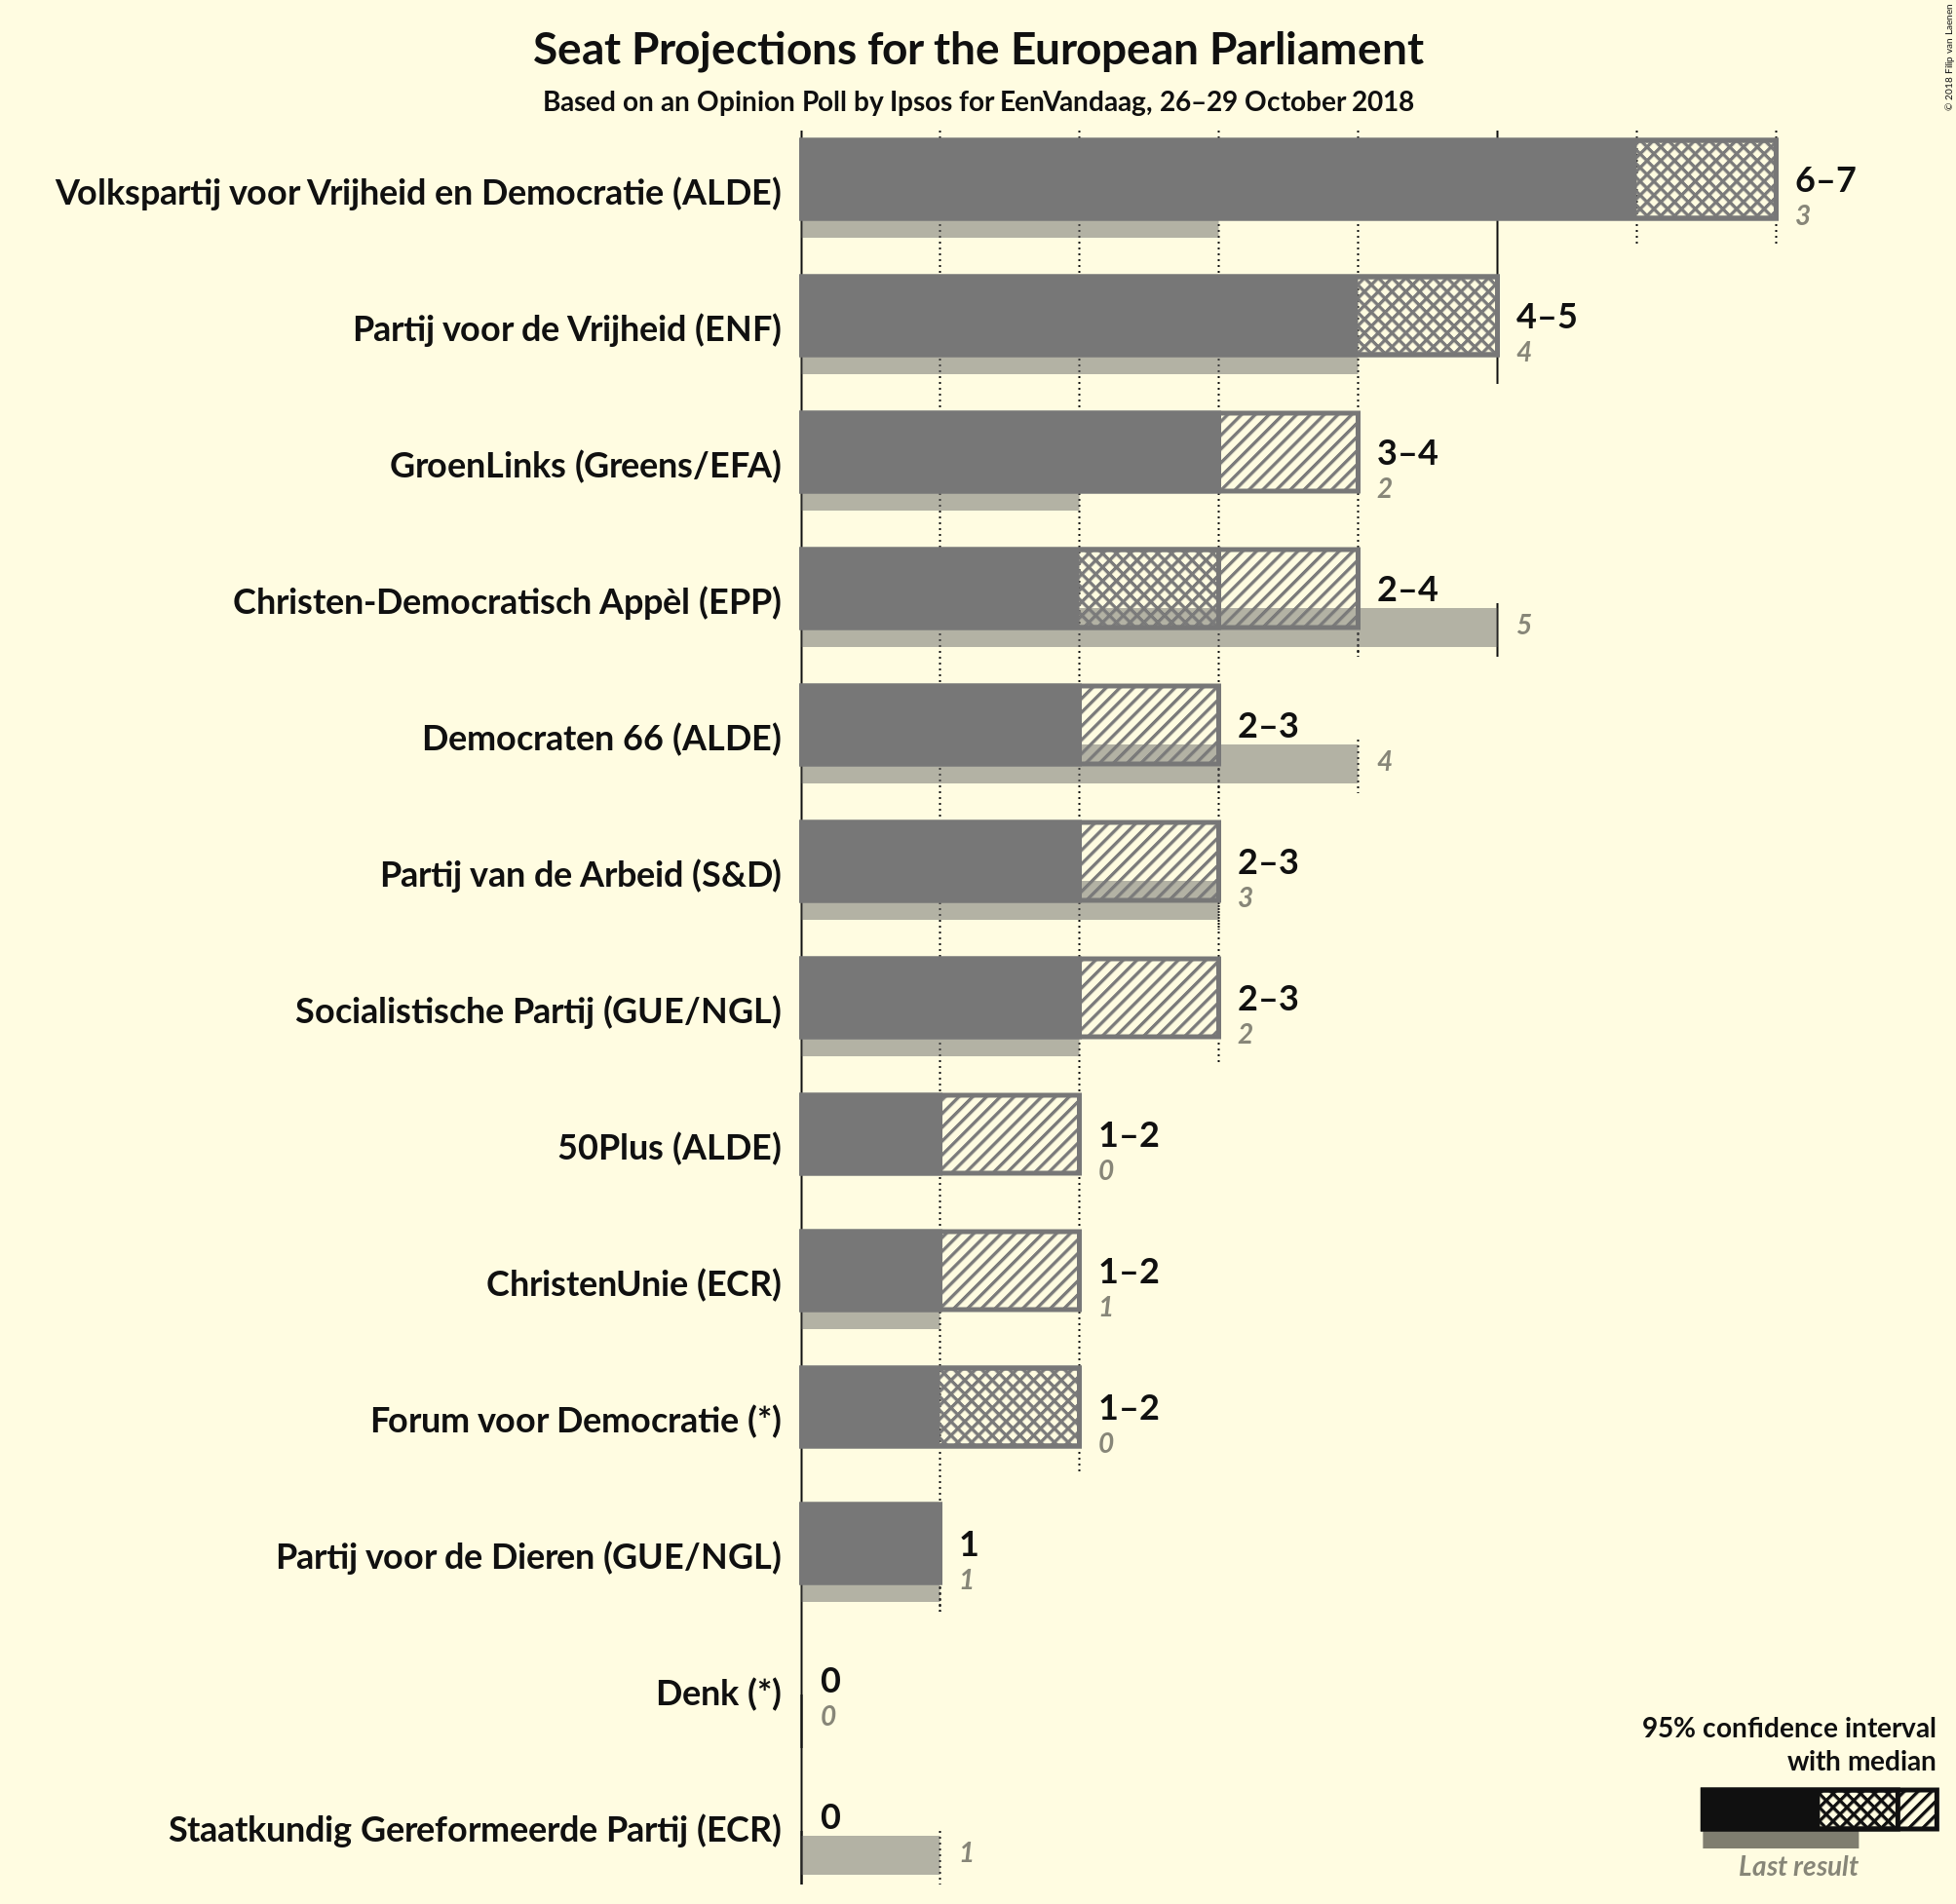 Seat Projections for the European Parliament
Based on an Opinion Poll by Ipsos for EenVandaag, 26–29 October 2018
© 2018 Filip van Laenen
Volkspartij voor Vrijheid en Democratie (ALDE)
6–7
3
Partij voor de Vrijheid (ENF)
4–5
4
GroenLinks (Greens/EFA)
3–4
2
Christen-Democratisch Appèl (EPP)
2–4
5
Democraten 66 (ALDE)
2–3
4
Partij van de Arbeid (S&D)
2–3
3
Socialistische Partij (GUE/NGL)
2–3
2
50Plus (ALDE)
1–2
0
ChristenUnie (ECR)
1–2
1
Forum voor Democratie (*)
1–2
0
Partij voor de Dieren (GUE/NGL)
1
1
Denk (*)
0
0
Staatkundig Gereformeerde Partij (ECR)
0
1
95% confidence interval
with median
Last result